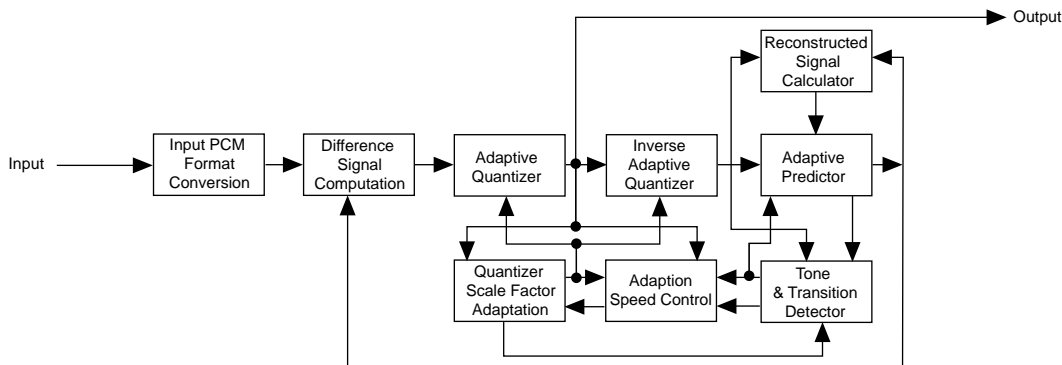 Output
Reconstructed
Signal
Calculator
Input
Input PCM
Format
Conversion
Difference
Signal
Computation
Adaptive
Quantizer
Inverse
Adaptive
Quantizer
Adaptive
Predictor
Quantizer
Scale Factor
Adaptation
Adaption
Speed Control
Tone
& Transition
Detector